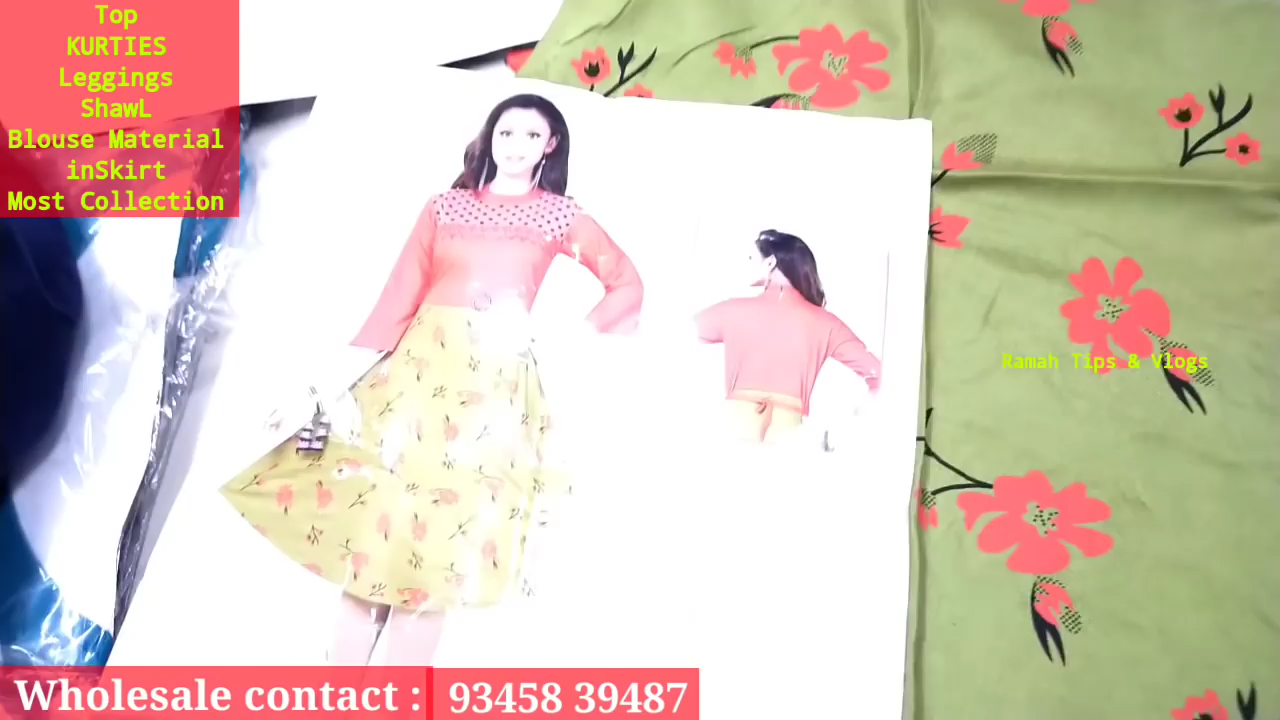 Top
KURTIES
Leggings
ShawL
Blouse Material
inSkirt
Most Collection
Ramah Tips & Vlogs
Wholesale contact : 93458 39487